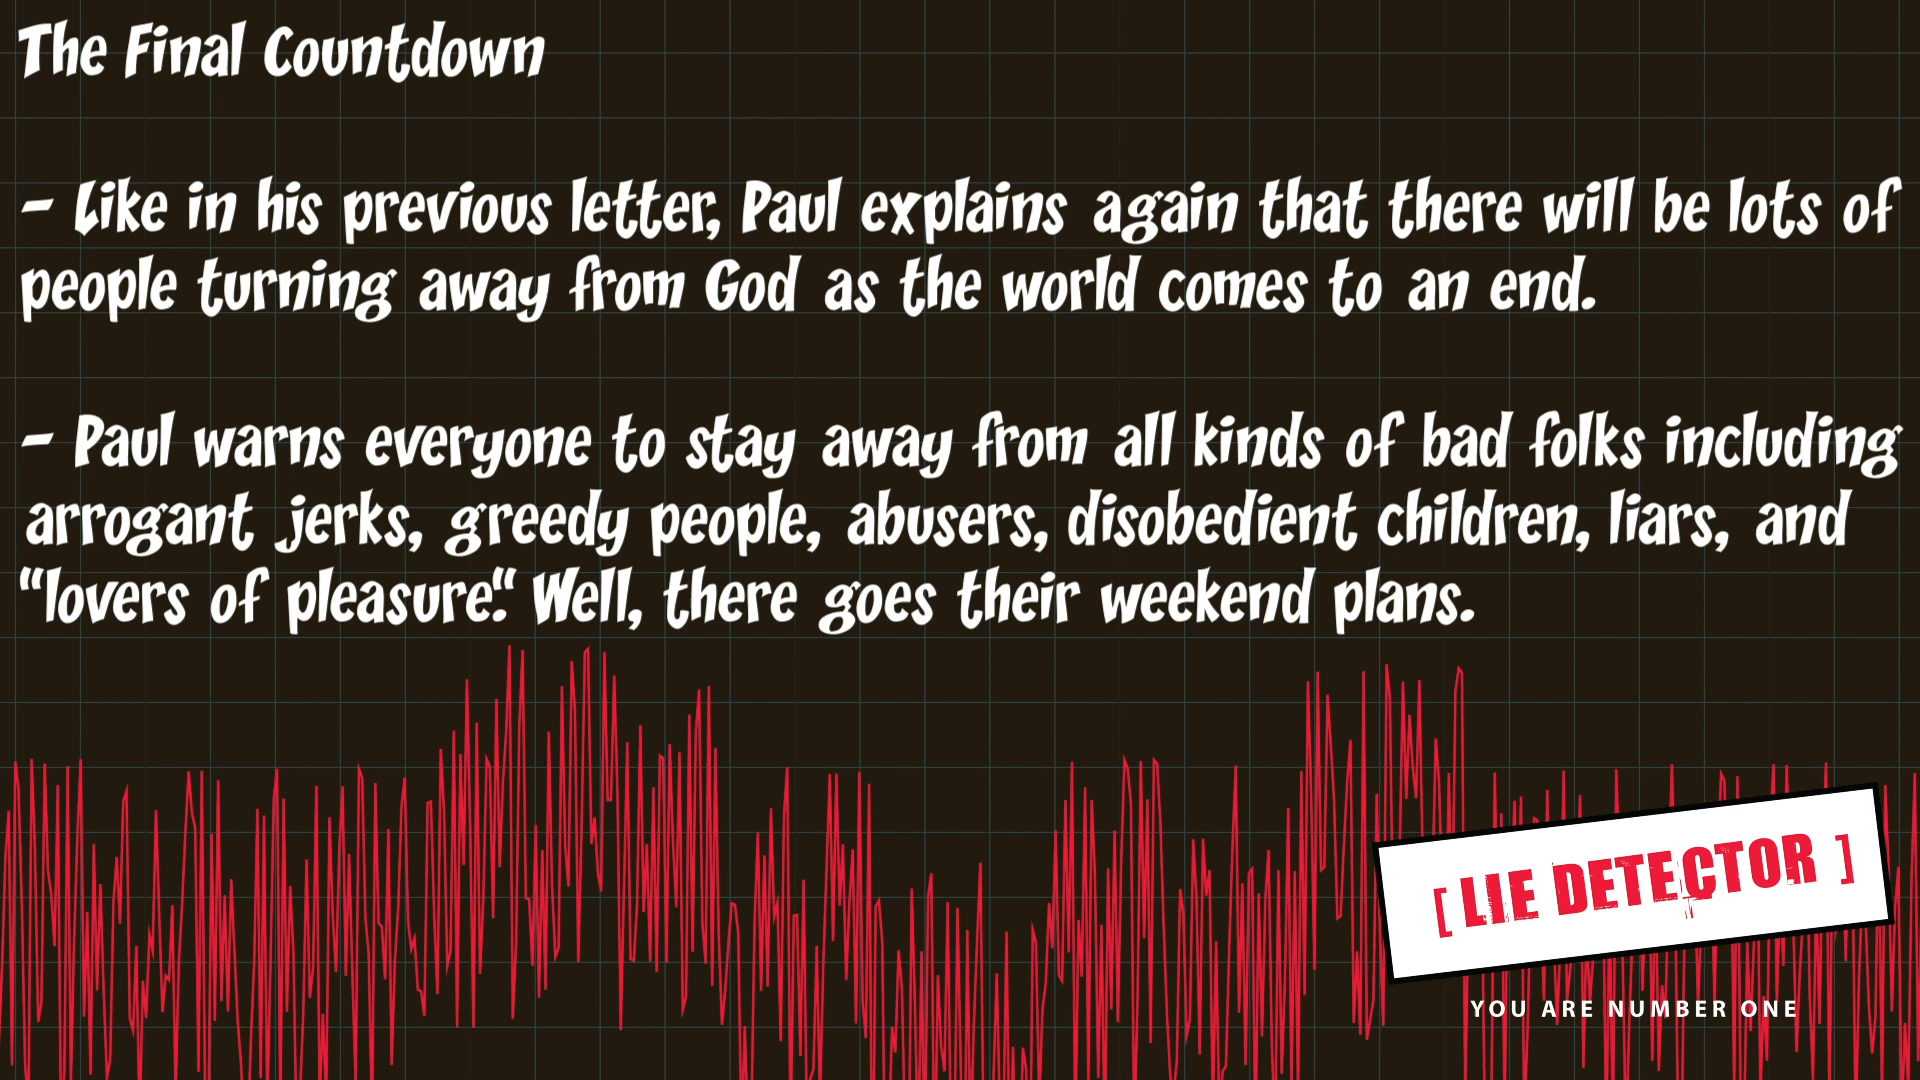 The Final Countdown
- Like in his previous letter, Paul explains again that there will be lots of
people turning away from God as the world comes to an end.
- Paul warns everyone to stay away from all kinds of bad folks including
arrogant jerks, greedy people, abusers, disobedient children, liars, and
"lovers of pleasure." Well, there goes their weekend plans.
[ LIE DETECTOR ]
YOU ARE NUMBER ONE